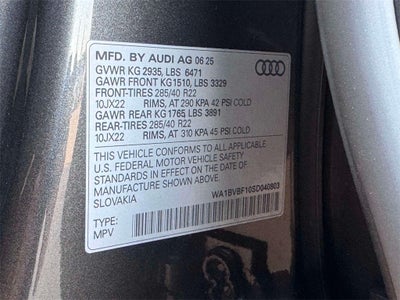 MFD. BY AUDI AG 06 25
GVWR KG 2935, LBS 6471
GAWR FRONT KG1510, LBS 3329
FRONT-TIRES 285/40 R22
10JX22 RIMS, AT 290 KPA 42 PSI COLD
GAWR REAR KG1765, LBS 3891
REAR-TIRES 285/40 R22
10JX22 RIMS, AT 310 KPA 45 PSI COLD
THIS VEHICLE CONFORMS TO ALL APPLICABLE
U.S. FEDERAL MOTOR VEHICLE SAFETY
STANDARDS IN EFFECT ON THE DATE OF
MANUFACTURE SHOWN ABOVE.
SLOVAKIA
WA1BVBF10SD040803
TYPE:
MPV